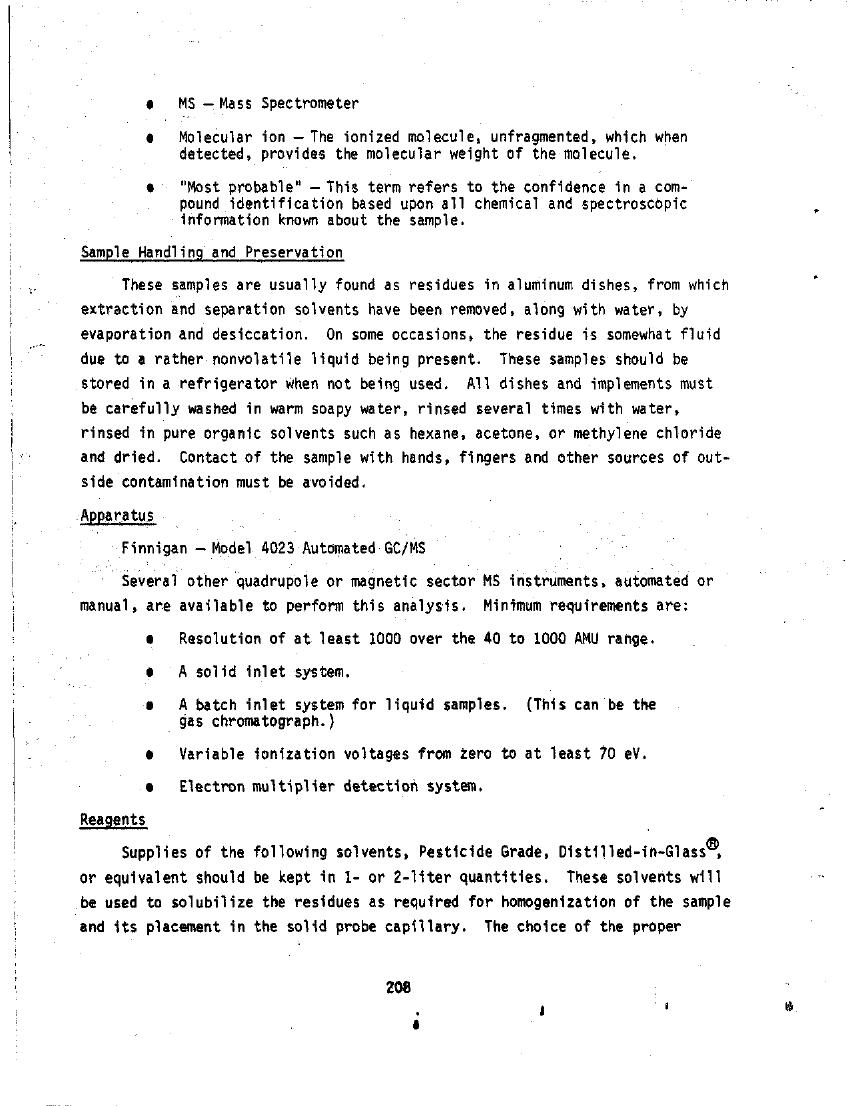 • MS — Mass Spectrometer
• Molecular ion — The ionized molecule, unfragmented, which when
detected, provides the molecular weight of the molecule.
• "Most probable" — This term refers to the confidence in a com-
pound identification based upon all chemical and spectroscopic
information known about the sample.
Sample Handling and Preservation
These samples are usually found as residues in aluminum dishes, from which
extraction and separation solvents have been removed, along with water, by
evaporation and desiccation. On some occasions, the residue is somewhat fluid
due to a rather nonvolatile liquid being present. These samples should be
stored in a refrigerator when not being used. All dishes and implements must
be carefully washed in warm soapy water, rinsed several times with water,
rinsed in pure organic solvents such as hexane, acetone, or methylene chloride
and dried. Contact of the sample with hands, fingers and other sources of out-
side contamination must be avoided.
Apparatus
Finnigan — Model 4023 Automated GC/MS
Several other quadrupole or magnetic sector MS instruments, automated or
manual, are available to perform this analysis. Minimum requirements are:
• Resolution of at least 1000 over the 40 to 1000 AMU range.
• A solid inlet system.
• A batch inlet system for liquid samples. (This can be the
gas chromatograph.)
• Variable ionization voltages from zero to at least 70 eV.
• Electron multiplier detection system.
Reagents
Supplies of the following solvents, Pesticide Grade, Distilled-in-Glass®,
or equivalent should be kept in 1- or 2-liter quantities. These solvents will
be used to solubilize the residues as required for homogenization of the sample
and its placement in the solid probe capillary. The choice of the proper
208